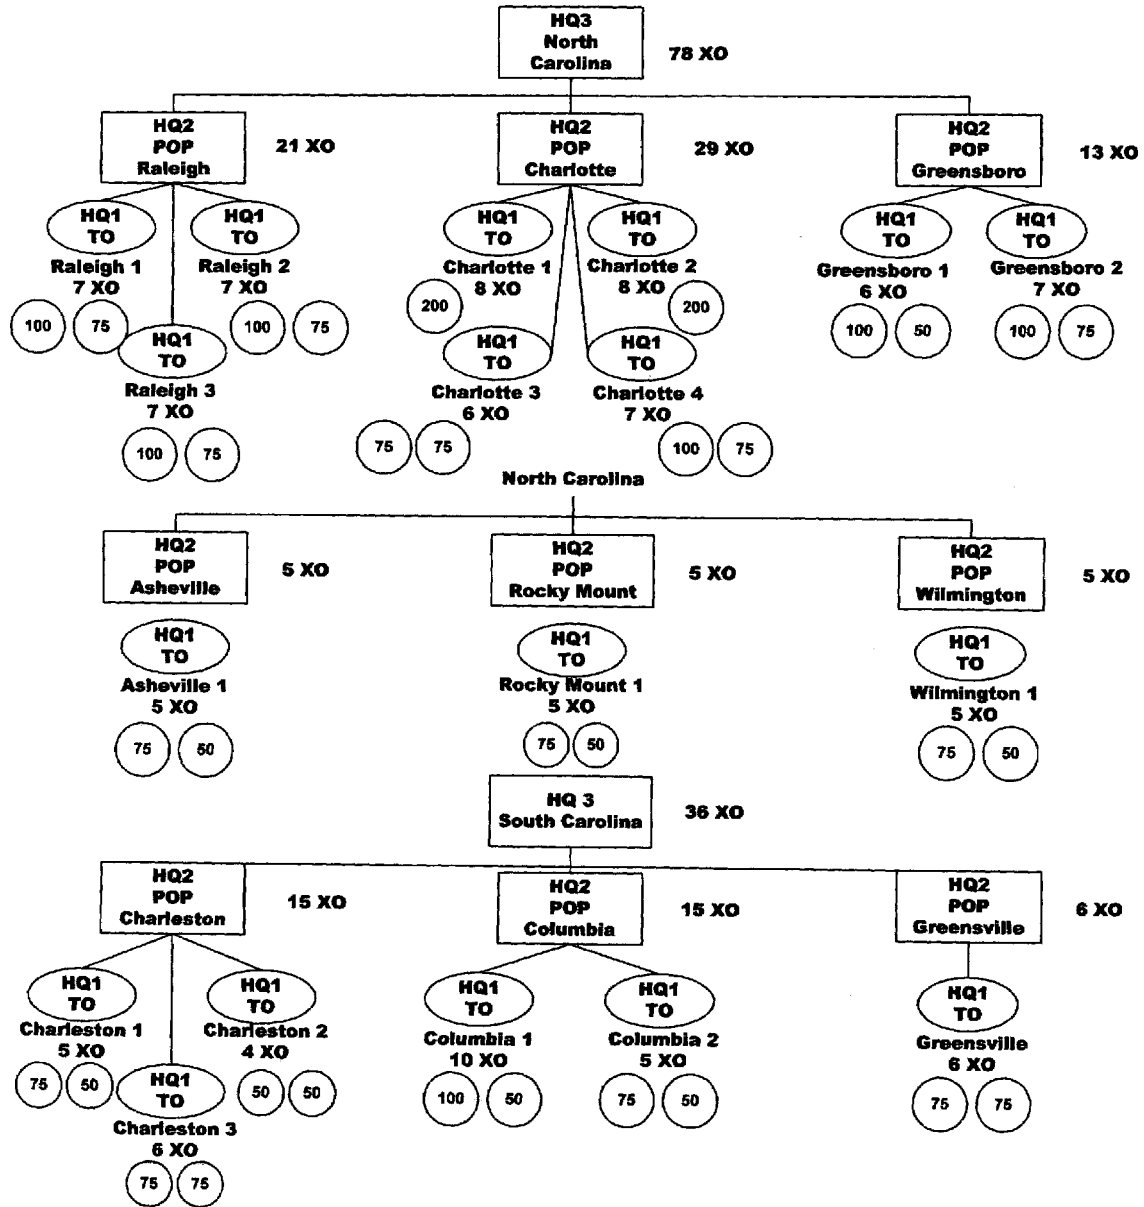 HQ3
North
Carolina
78 XO
HQ2
POP
Raleigh
21 XO
HQ2
POP
Charlotte
29 XO
HQ2
POP
Greensboro
13 XO
HQ1
TO
Raleigh 1
7 XO
100
75
HQ1
TO
Raleigh 2
7 XO
100
75
HQ1
TO
Raleigh 3
7 XO
100
75
HQ1
TO
Charlotte 1
8 XO
200
HQ1
TO
Charlotte 2
8 XO
200
HQ1
TO
Charlotte 3
6 XO
75
75
HQ1
TO
Charlotte 4
7 XO
100
75
HQ1
TO
Greensboro 1
6 XO
100
50
HQ1
TO
Greensboro 2
7 XO
100
75
North Carolina
HQ2
POP
Asheville
5 XO
HQ2
POP
Rocky Mount
5 XO
HQ2
POP
Wilmington
5 XO
HQ1
TO
Asheville 1
5 XO
75
50
HQ1
TO
Rocky Mount 1
5 XO
75
50
HQ1
TO
Wilmington 1
5 XO
75
50
HQ 3
South Carolina
36 XO
HQ2
POP
Charleston
15 XO
HQ2
POP
Columbia
15 XO
HQ2
POP
Greensville
6 XO
HQ1
TO
Charleston 1
5 XO
75
50
HQ1
TO
Charleston 2
4 XO
50
50
HQ1
TO
Charleston 3
6 XO
75
75
HQ1
TO
Columbia 1
10 XO
100
50
HQ1
TO
Columbia 2
5 XO
75
50
HQ1
TO
Greensville
6 XO
75
75